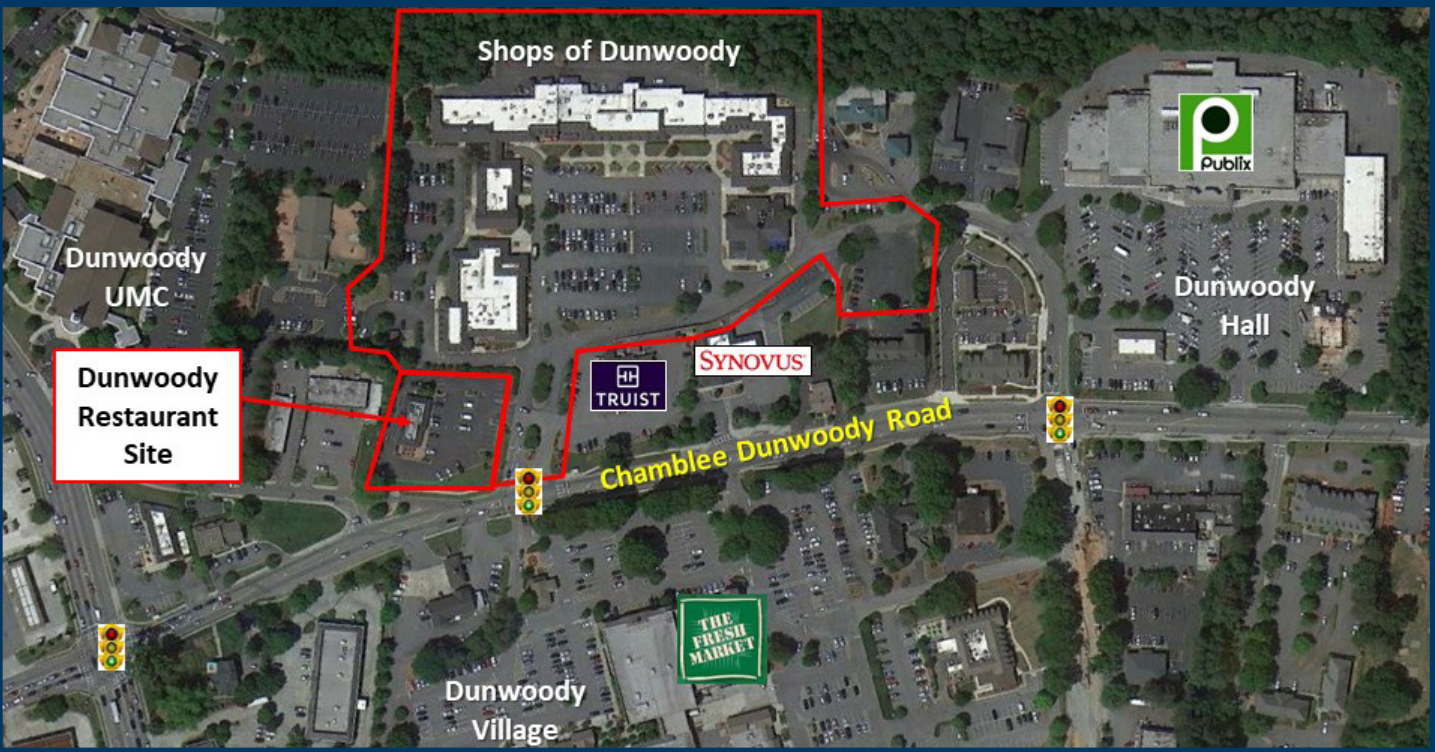 Shops of Dunwoody
Publix
Dunwoody
UMC
Dunwoody
Hall
Dunwoody
Restaurant
Site
TRUIST
SYNOVUS
Chamblee Dunwoody Road
THE
FRESH
MARKET
Dunwoody
Village